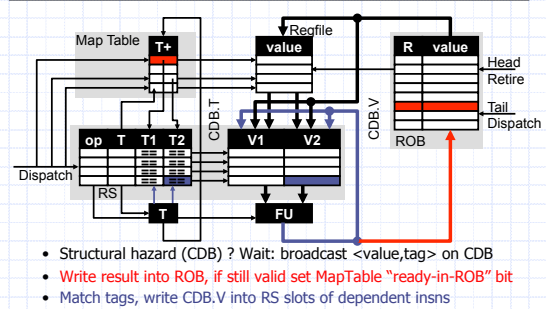 Regfile
Map Table
T+
value
R value
Head
Retire
CDB.T
CDB.V
Tail
Dispatch
ROB
op T T1 T2
V1 V2
== ==
== ==
== ==
== ==
Dispatch
RS
T
FU
• Structural hazard (CDB) ? Wait: broadcast <value,tag> on CDB
• Write result into ROB, if still valid set MapTable “ready-in-ROB” bit
• Match tags, write CDB.V into RS slots of dependent insns